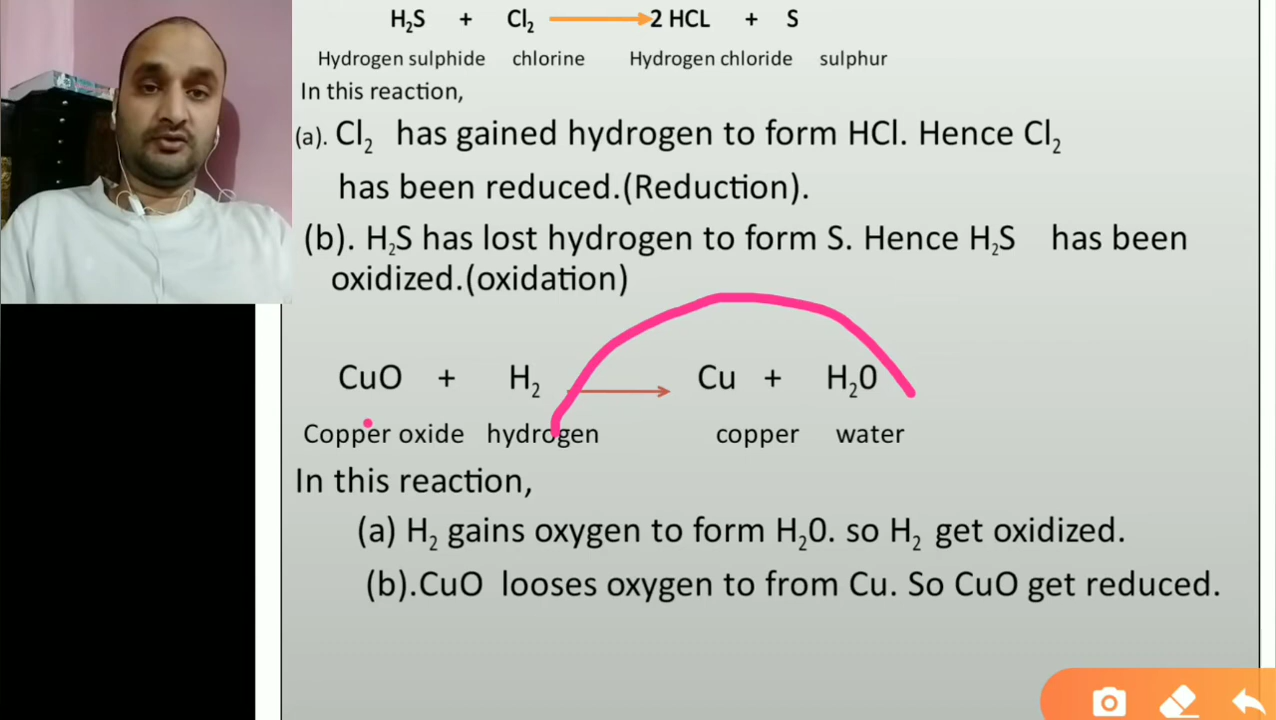 H₂S + Cl₂ → 2 HCL + S
Hydrogen sulphide chlorine Hydrogen chloride sulphur
In this reaction,
(a). Cl₂ has gained hydrogen to form HCl. Hence Cl₂
has been reduced.(Reduction).
(b). H₂S has lost hydrogen to form S. Hence H₂S has been
oxidized.(oxidation)
CuO + H₂ → Cu + H₂0
Copper oxide hydrogen copper water
In this reaction,
(a) H₂ gains oxygen to form H₂0. so H₂ get oxidized.
(b).CuO looses oxygen to from Cu. So CuO get reduced.